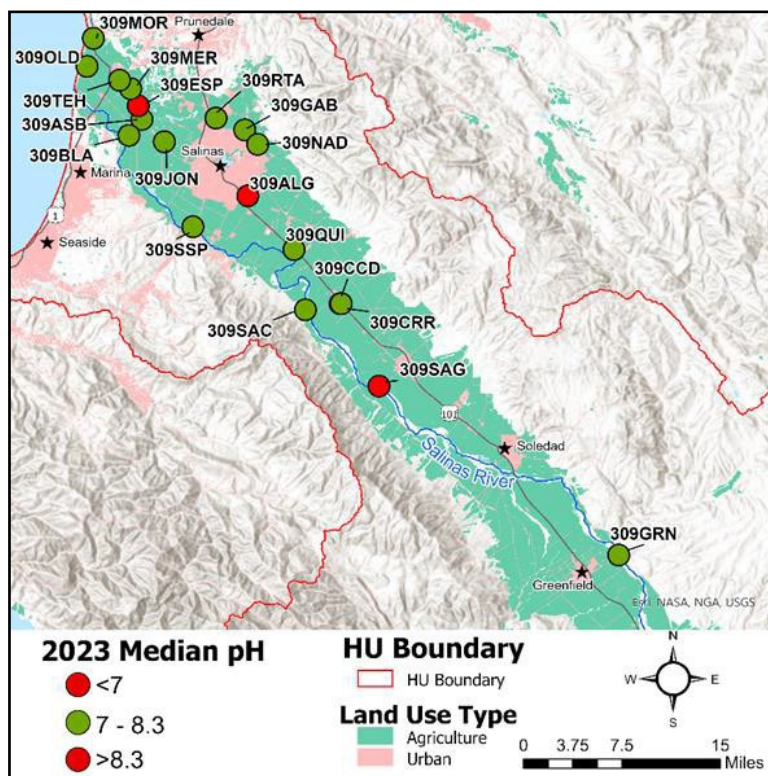 309MOR
Prunedale
309OLD
309MER
309ESP
309RTA
309TEH
309GAB
309ASB
309NAD
309BLA
Salinas
309JON
Marina
309ALG
1
309SSP
309QUI
Seaside
309CCD
309CRR
309SAC
309SAG
101
Soledad
Salinas River
309GRN
Greenfield
Esri, NASA, NGA, USGS
2023 Median pH
<7
7 - 8.3
>8.3
HU Boundary
HU Boundary
Land Use Type
Agriculture
Urban
N
W E
S
0 3.75 7.5 15
Miles